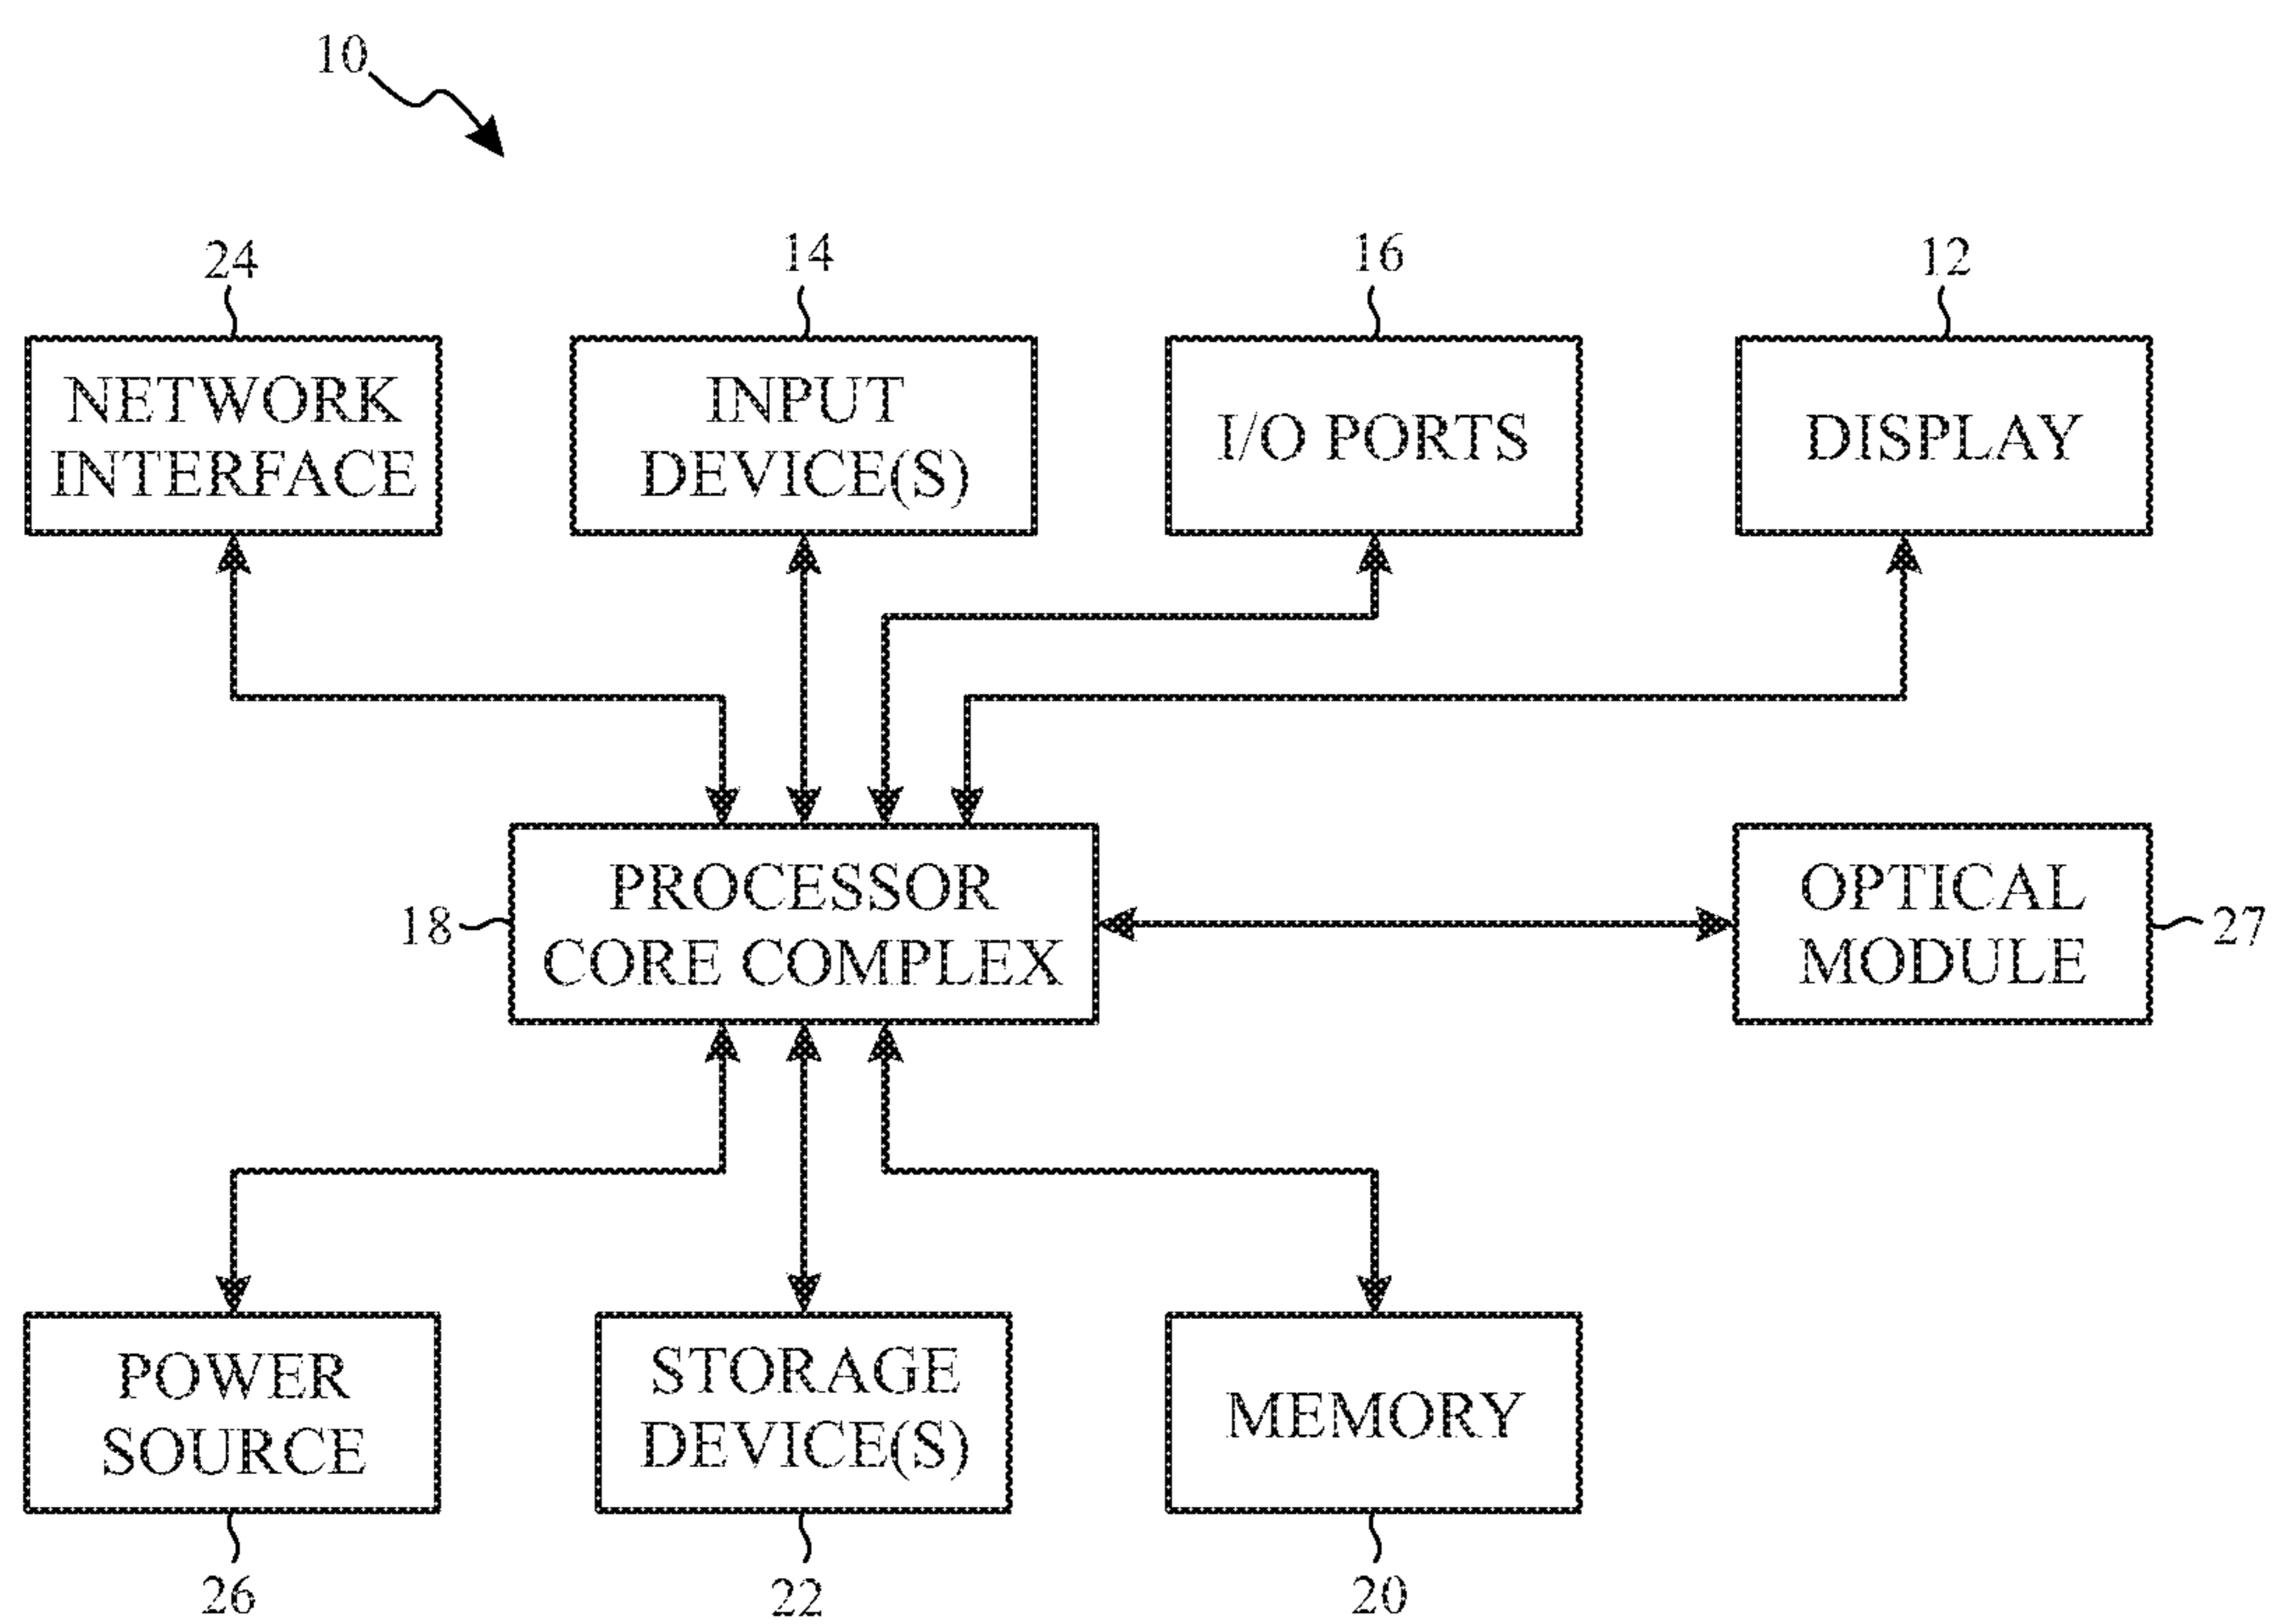 10
24
14
16
12
NETWORK
INTERFACE
INPUT
DEVICE(S)
I/O PORTS
DISPLAY
18
PROCESSOR
CORE COMPLEX
OPTICAL
MODULE
27
POWER
SOURCE
STORAGE
DEVICE(S)
MEMORY
26
22
20